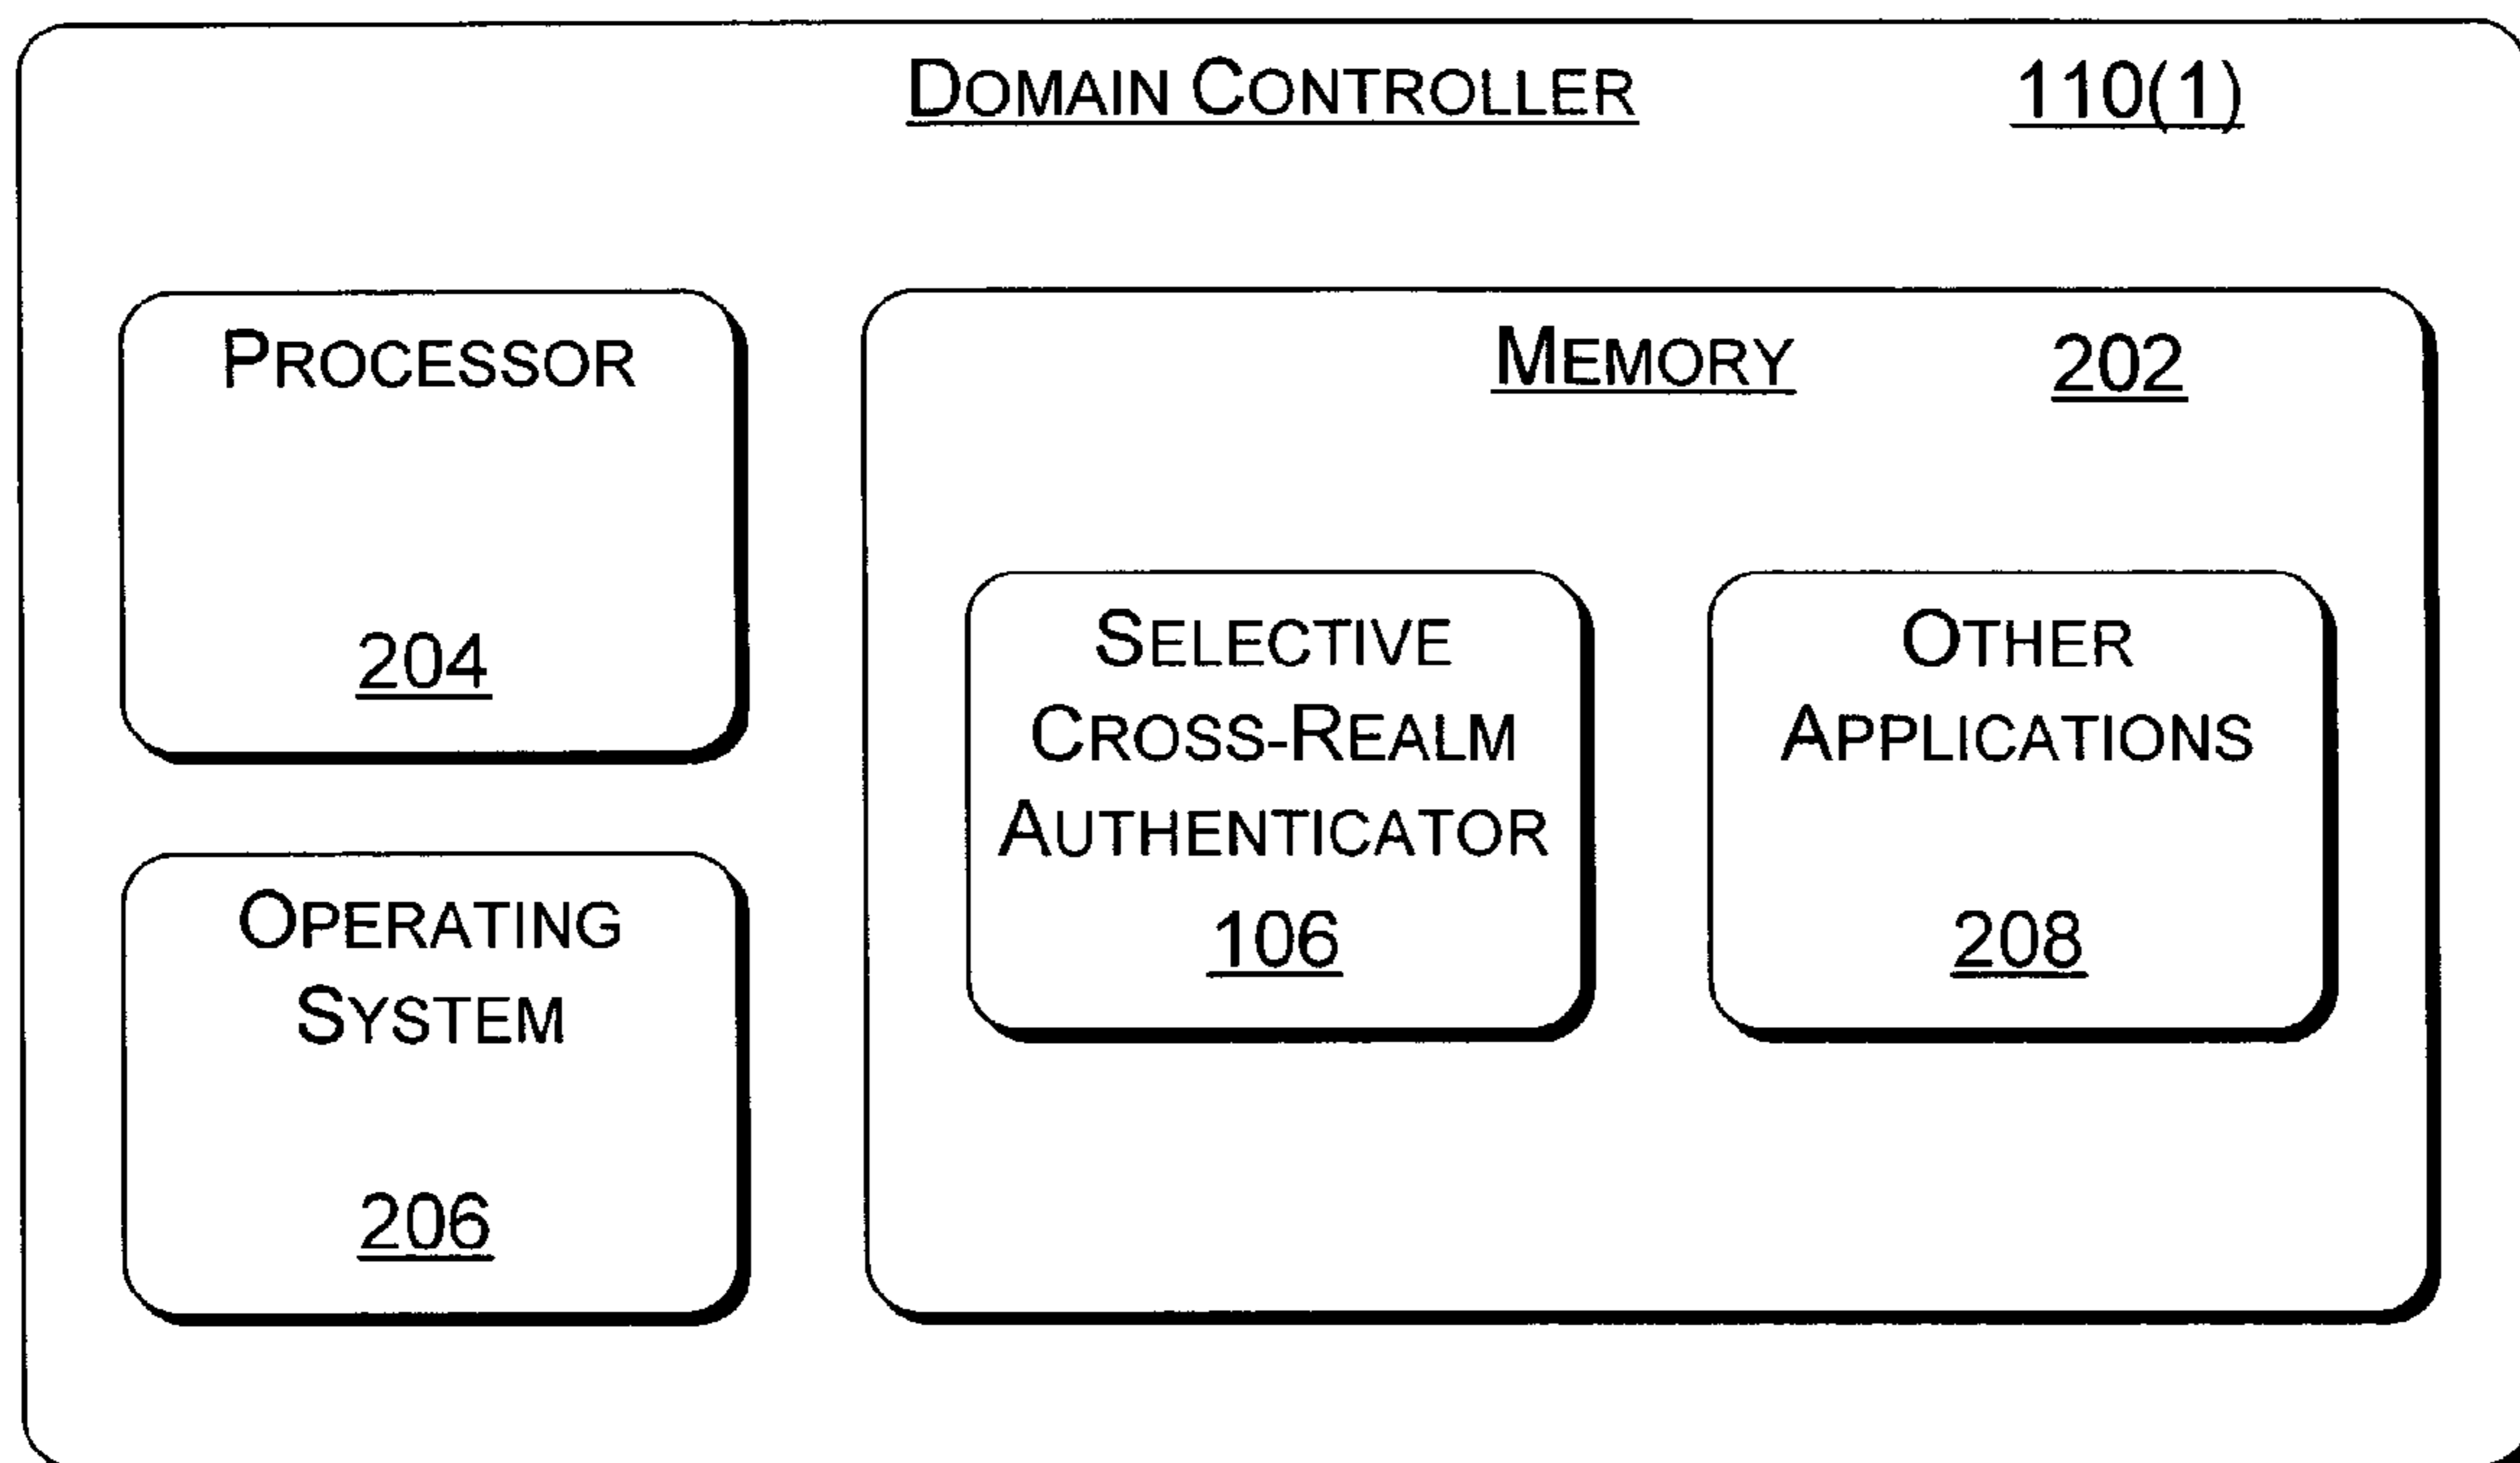 DOMAIN CONTROLLER 110(1)
PROCESSOR
204
OPERATING
SYSTEM
206
MEMORY 202
SELECTIVE
CROSS-REALM
AUTHENTICATOR
106
OTHER
APPLICATIONS
208